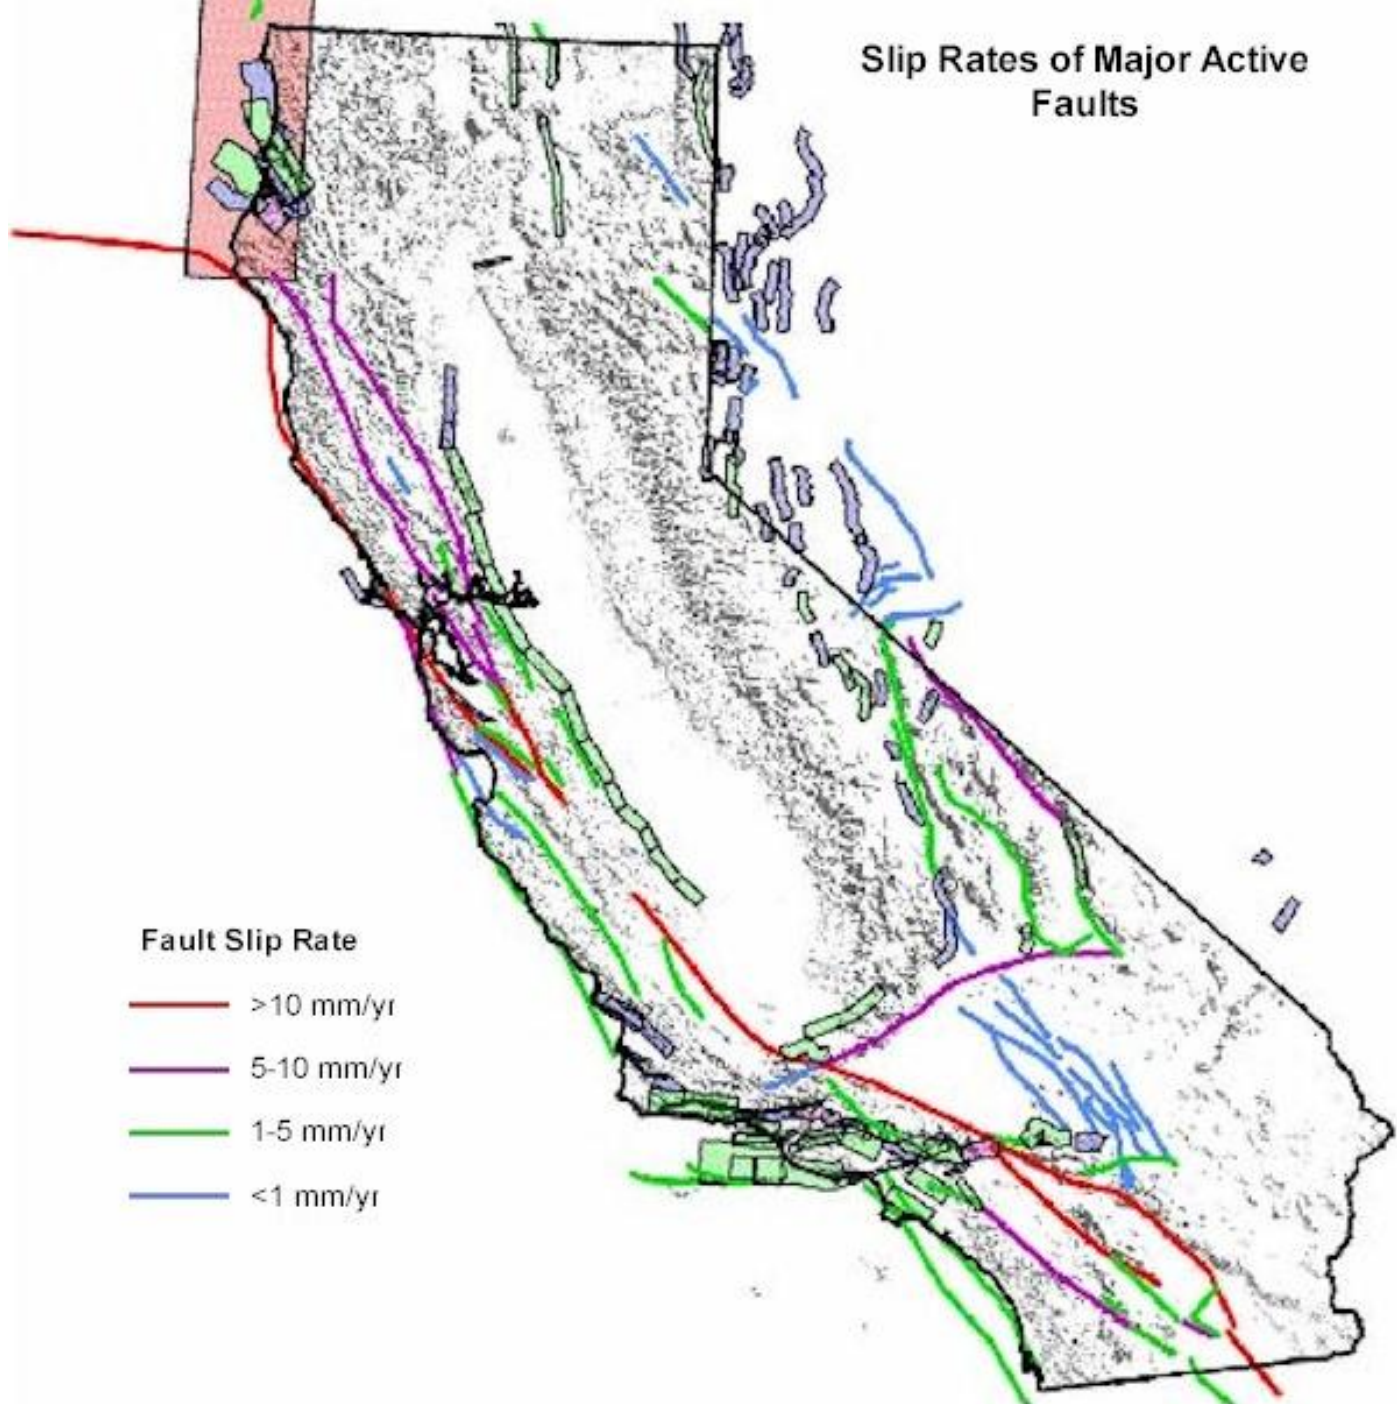 Slip Rates of Major Active
Faults
Fault Slip Rate
>10 mm/yr
5-10 mm/yr
1-5 mm/yr
<1 mm/yr